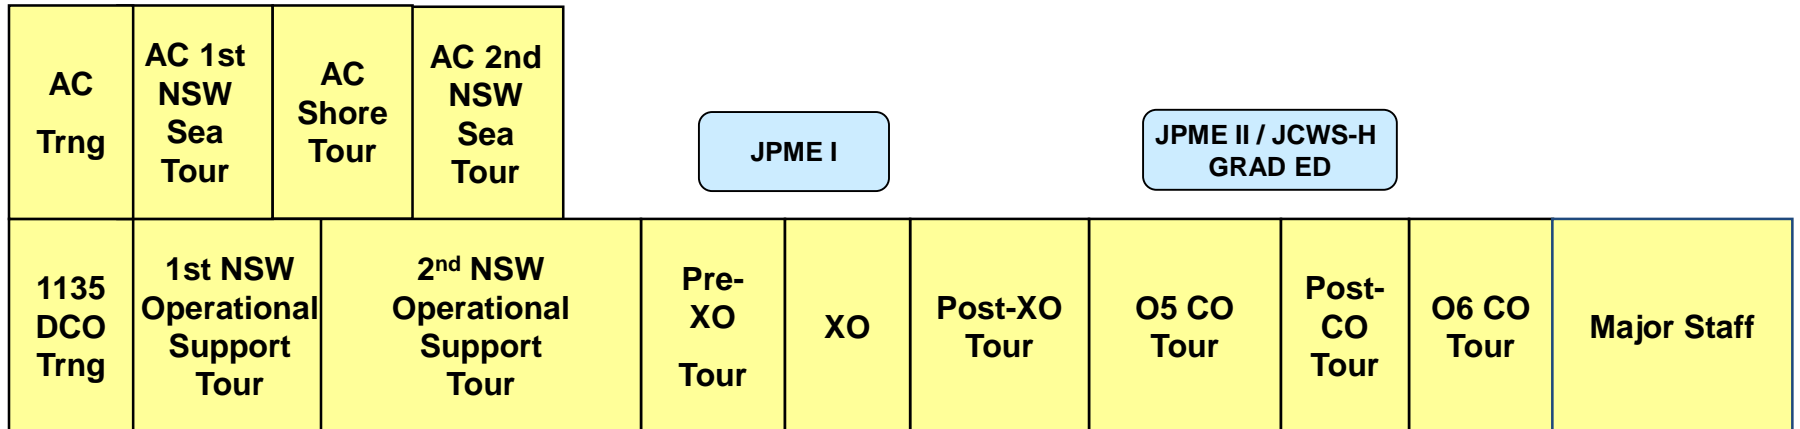 AC
Trng
AC 1st
NSW
Sea
Tour
AC
Shore
Tour
AC 2nd
NSW
Sea
Tour
JPME I
JPME II / JCWS-H
GRAD ED
1135
DCO
Trng
1st NSW
Operational
Support
Tour
2nd NSW
Operational
Support
Tour
Pre-
XO
Tour
XO
Post-XO
Tour
O5 CO
Tour
Post-
CO
Tour
O6 CO
Tour
Major Staff